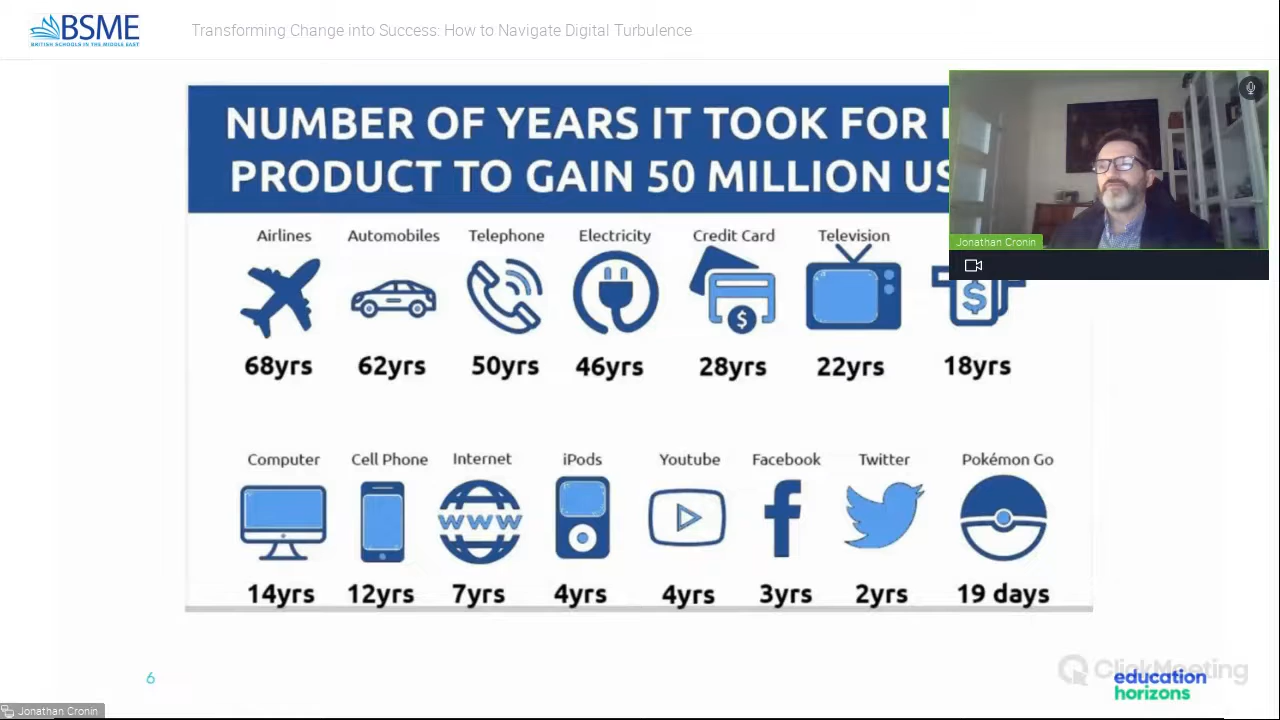 BSME
BRITISH SCHOOLS IN THE MIDDLE EAST
Transforming Change into Success: How to Navigate Digital Turbulence
NUMBER OF YEARS IT TOOK FOR
PRODUCT TO GAIN 50 MILLION US
Jonathan Cronin
Airlines Automobiles Telephone Electricity Credit Card Television
$ $
68yrs 62yrs 50yrs 46yrs 28yrs 22yrs 18yrs
Computer Cell Phone Internet iPods Youtube Facebook Twitter Pokémon Go
www f
14yrs 12yrs 7yrs 4yrs 4yrs 3yrs 2yrs 19 days
6
ClickMeeting
education
horizons
Jonathan Cronin